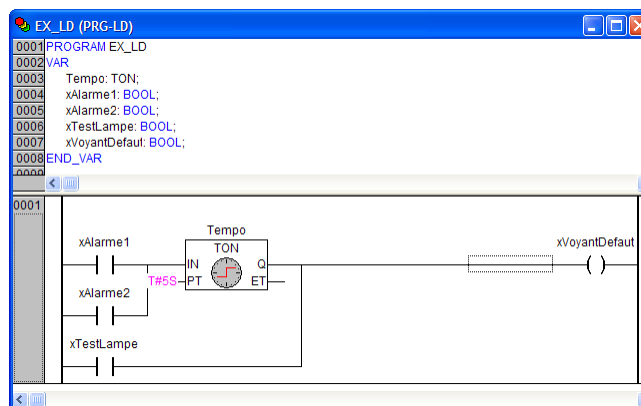 EX_LD (PRG-LD)
0001 PROGRAM EX_LD
0002 VAR
0003 Tempo: TON;
0004 xAlarme1: BOOL;
0005 xAlarme2: BOOL;
0006 xTestLampe: BOOL;
0007 xVoyantDefaut: BOOL;
0008 END_VAR
0009
0001
Tempo
xAlarme1 TON xVoyantDefaut
IN Q
T#5S PT ET
xAlarme2
xTestLampe